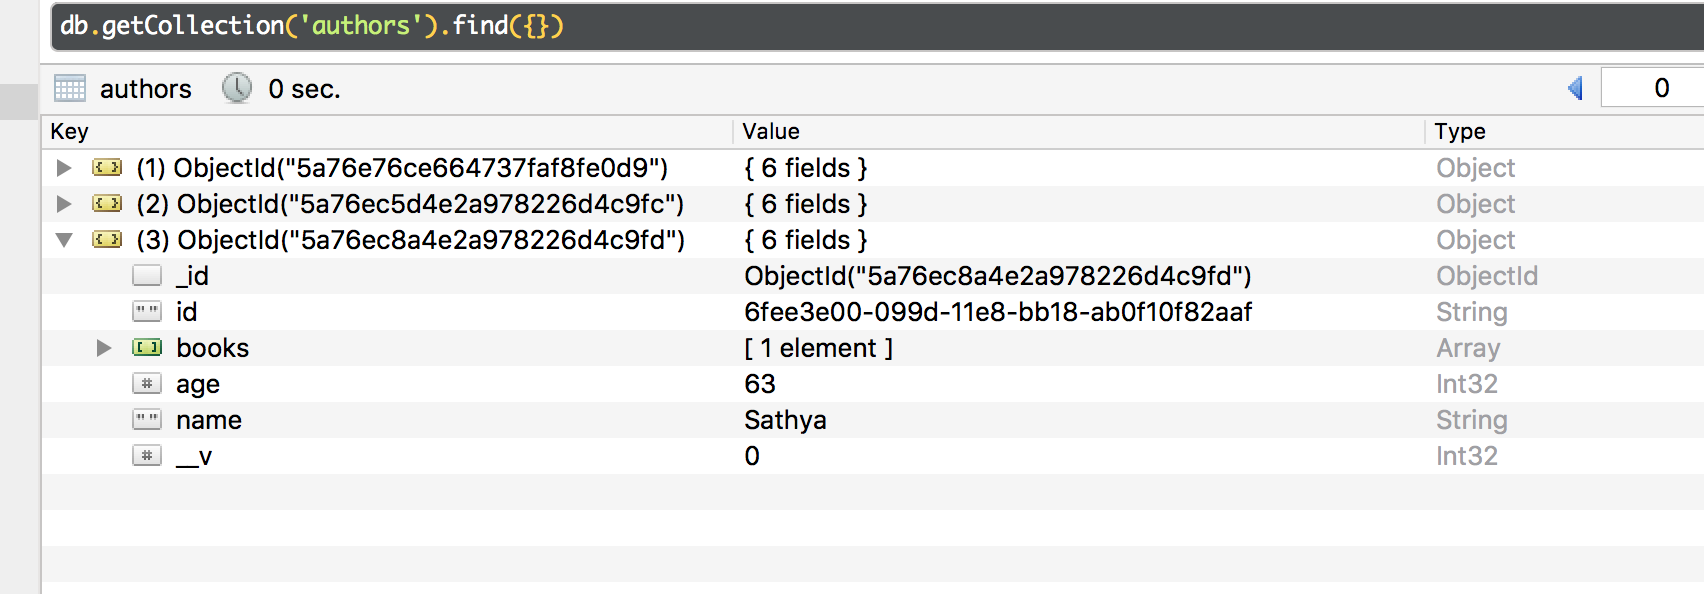 db.getCollection('authors').find({})
authors 0 sec. 0
Key Value Type
(1) ObjectId("5a76e76ce664737faf8fe0d9") { 6 fields } Object
(2) ObjectId("5a76ec5d4e2a978226d4c9fc") { 6 fields } Object
(3) ObjectId("5a76ec8a4e2a978226d4c9fd") { 6 fields } Object
_id ObjectId("5a76ec8a4e2a978226d4c9fd") ObjectId
id 6fee3e00-099d-11e8-bb18-ab0f10f82aaf String
books [ 1 element ] Array
age 63 Int32
name Sathya String
__v 0 Int32